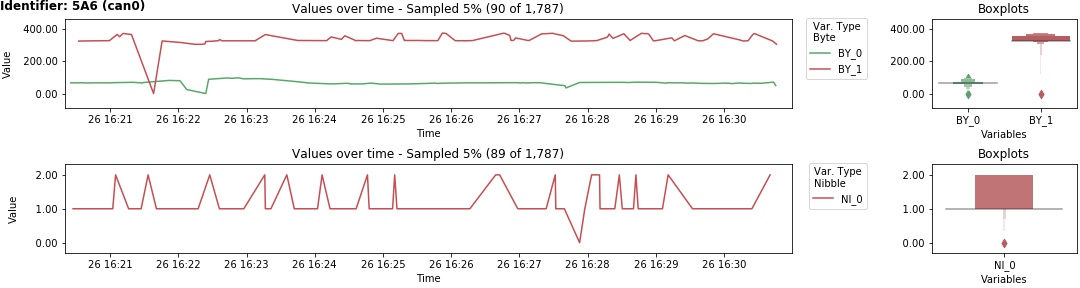 Identifier: 5A6 (can0)
Values over time - Sampled 5% (90 of 1,787)
Value
400.00
200.00
0.00
26 16:21 26 16:22 26 16:23 26 16:24 26 16:25 26 16:26 26 16:27 26 16:28 26 16:29 26 16:30
Time
Var. Type
Byte
BY_0
BY_1
Boxplots
400.00
200.00
0.00
BY_0 BY_1
Variables
Values over time - Sampled 5% (89 of 1,787)
Value
2.00
1.00
0.00
26 16:21 26 16:22 26 16:23 26 16:24 26 16:25 26 16:26 26 16:27 26 16:28 26 16:29 26 16:30
Time
Var. Type
Nibble
NI_0
Boxplots
2.00
1.00
0.00
NI_0
Variables